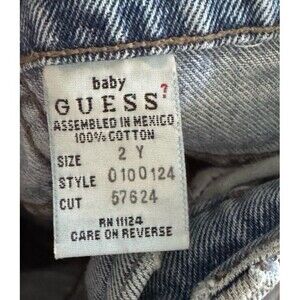 baby
GUESS?
ASSEMBLED IN MEXICO
100% COTTON
SIZE 2 Y
STYLE 0100124
CUT 57624
RN 11124
CARE ON REVERSE